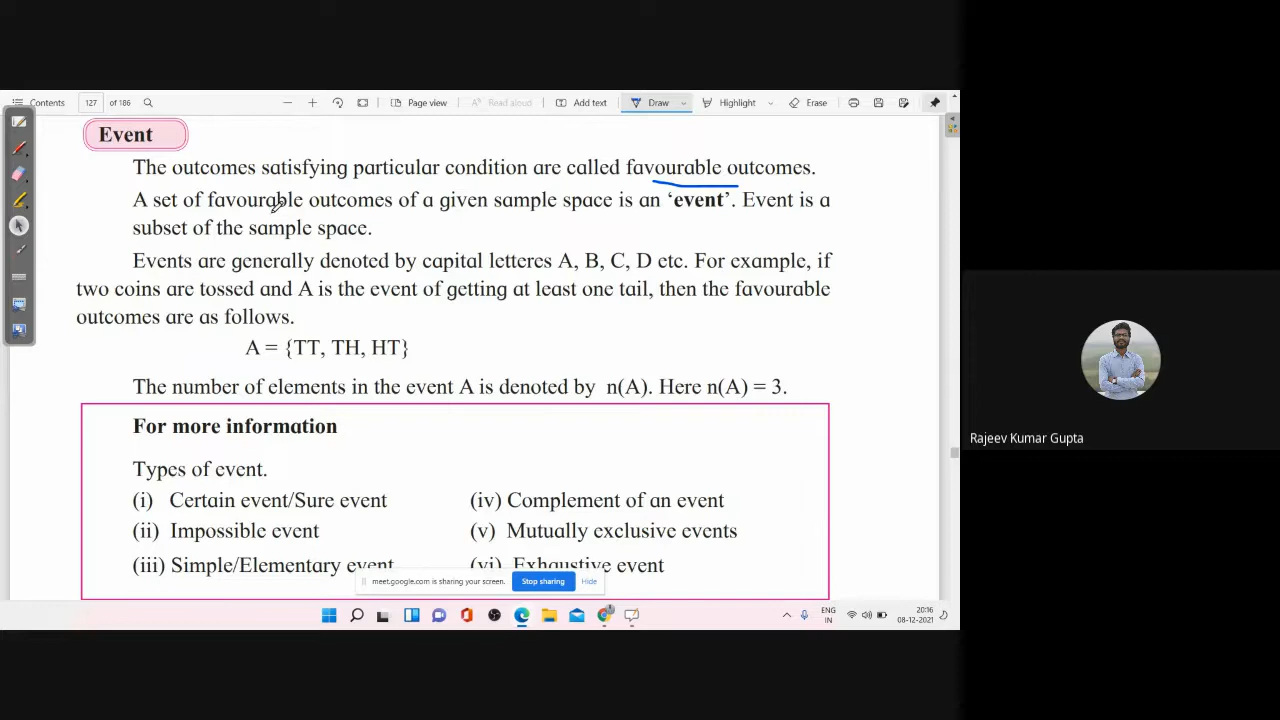 Contents 127 of 186 Page view Read aloud Add text Draw Highlight Erase
Event
The outcomes satisfying particular condition are called favourable outcomes.
A set of favourable outcomes of a given sample space is an ‘event’. Event is a
subset of the sample space.
Events are generally denoted by capital letteres A, B, C, D etc. For example, if
two coins are tossed and A is the event of getting at least one tail, then the favourable
outcomes are as follows.
A = {TT, TH, HT}
The number of elements in the event A is denoted by n(A). Here n(A) = 3.
For more information
Types of event.
(i) Certain event/Sure event (iv) Complement of an event
(ii) Impossible event (v) Mutually exclusive events
(iii) Simple/Elementary event (vi) Exhaustive event
meet.google.com is sharing your screen. Stop sharing Hide
ENG 20:16
IN 08-12-2021
Rajeev Kumar Gupta